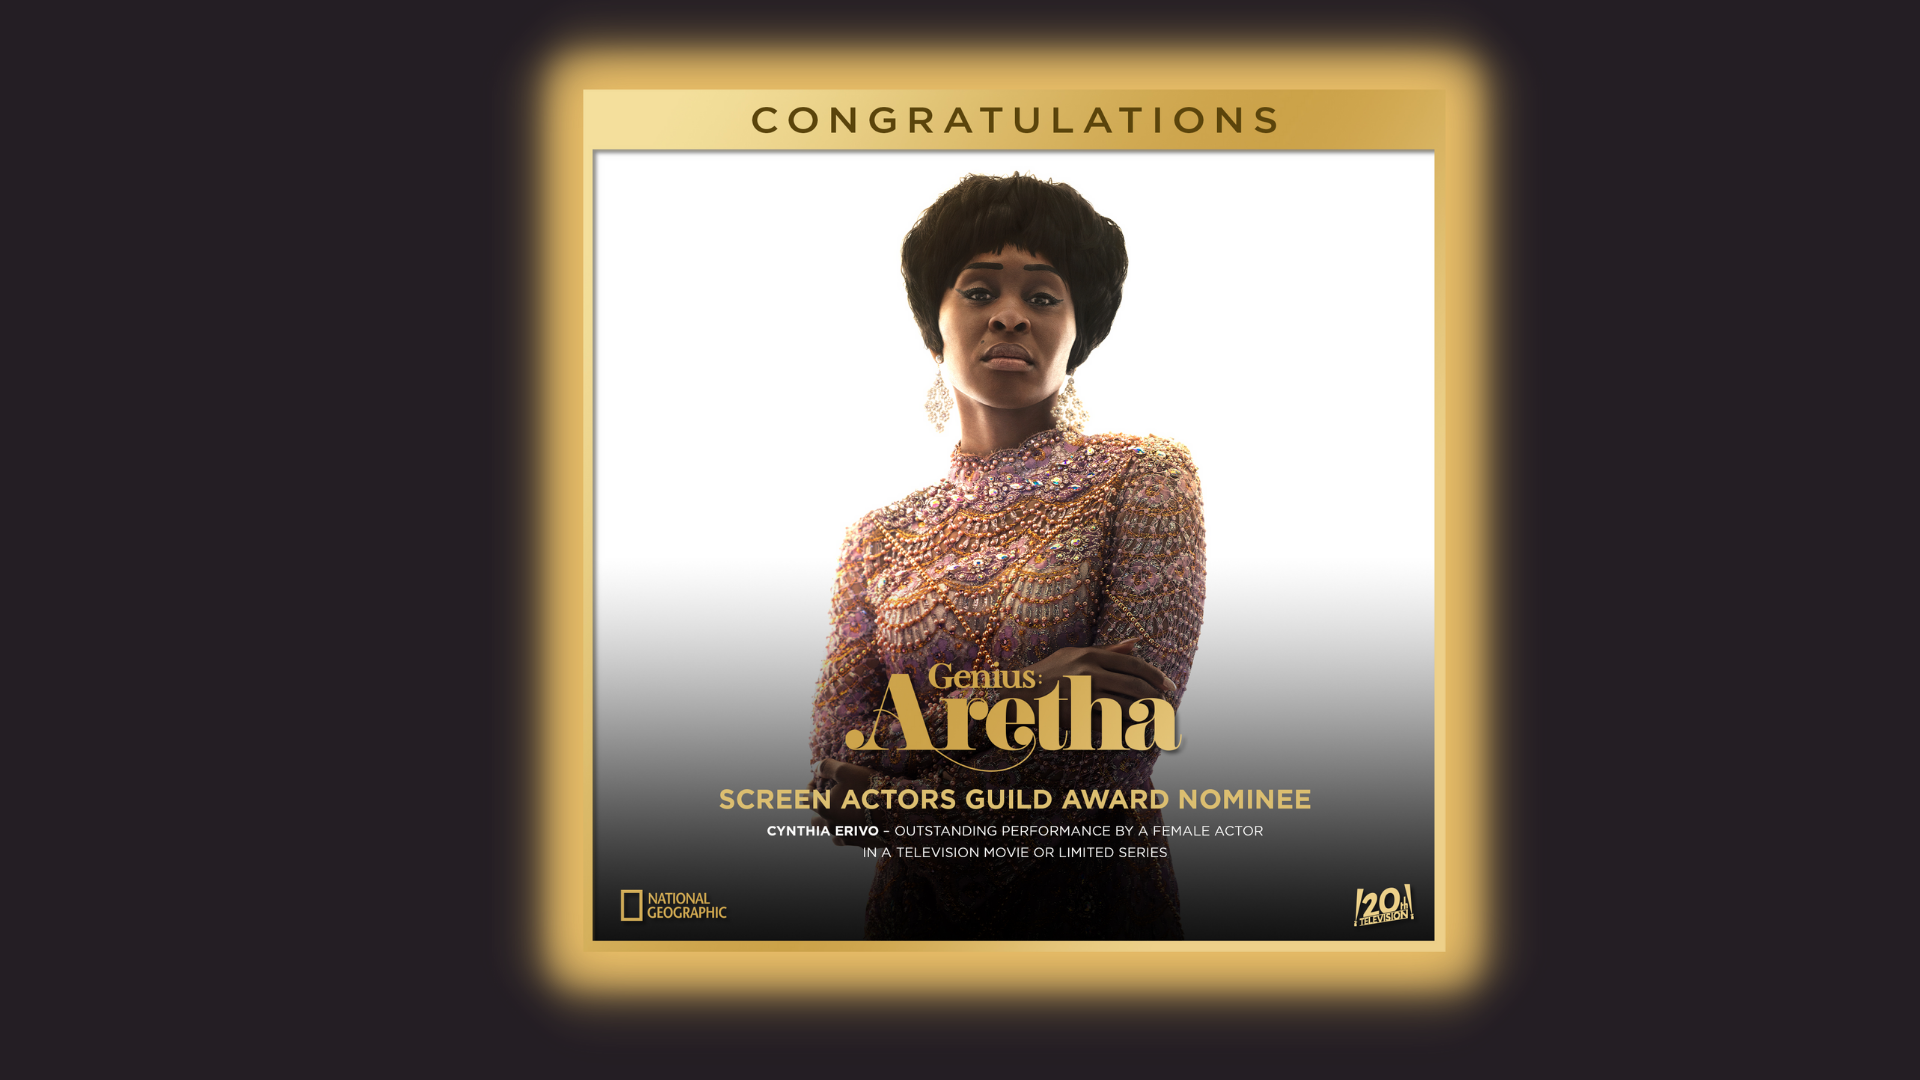 CONGRATULATIONS
Genius:
Aretha
SCREEN ACTORS GUILD AWARD NOMINEE
CYNTHIA ERIVO – OUTSTANDING PERFORMANCE BY A FEMALE ACTOR
IN A TELEVISION MOVIE OR LIMITED SERIES
NATIONAL
GEOGRAPHIC
20th
TELEVISION